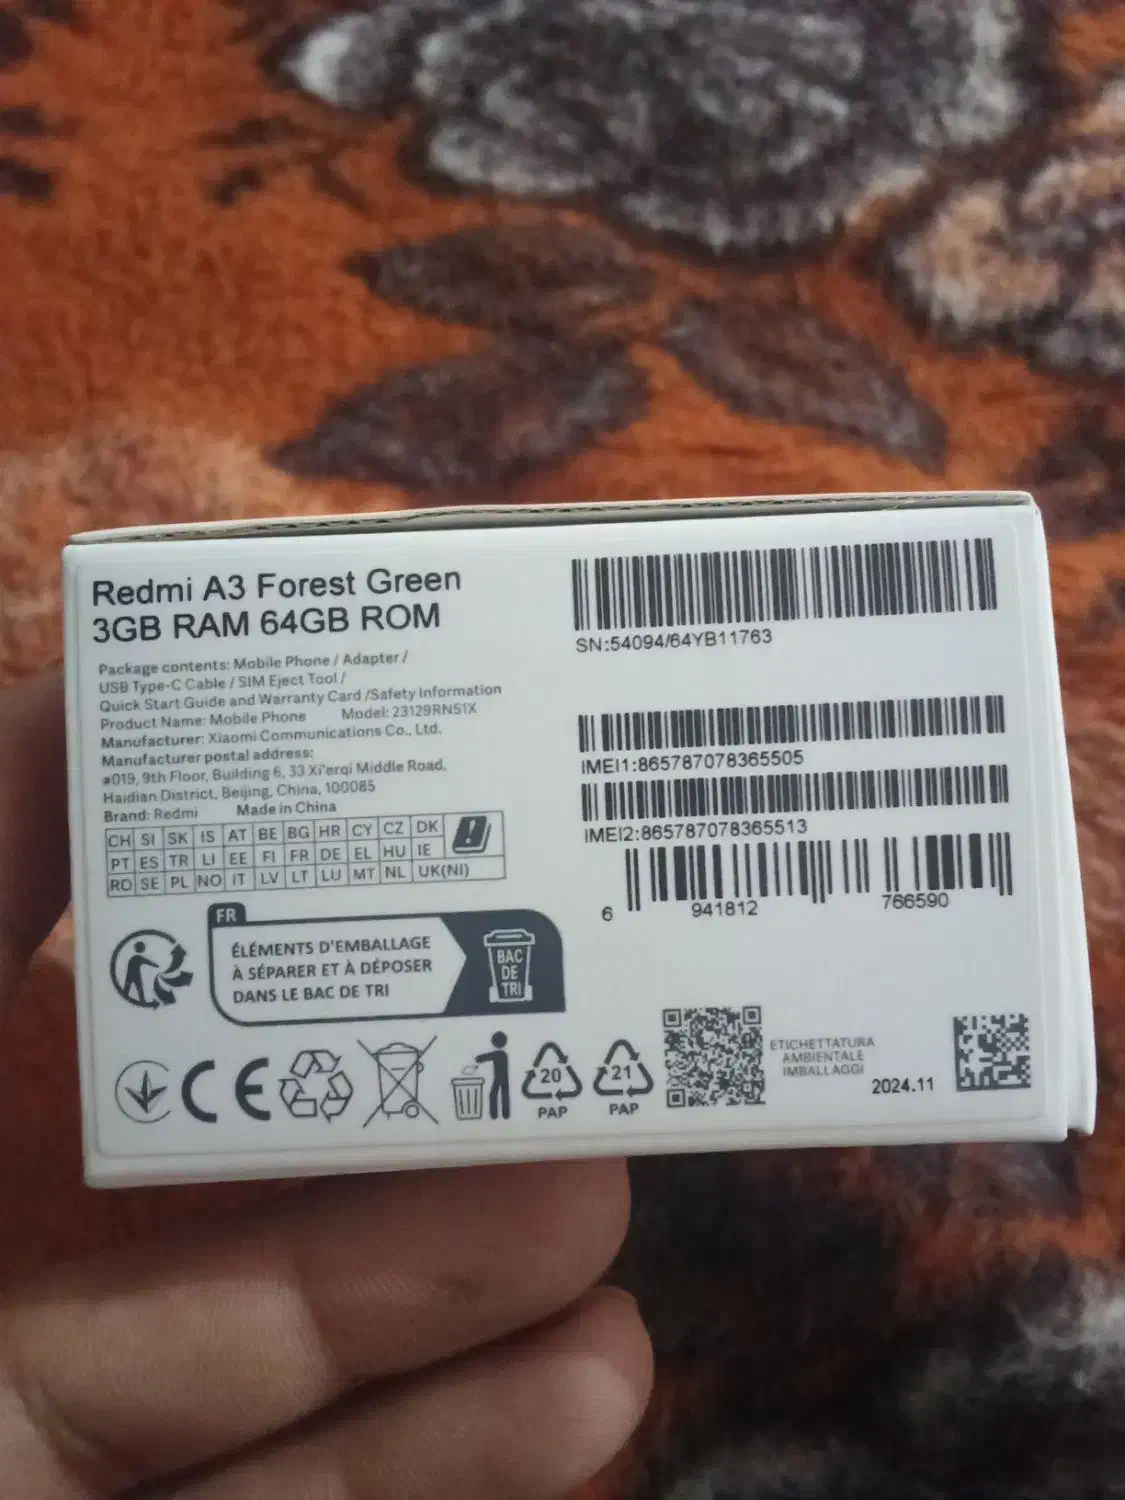 Redmi A3 Forest Green
3GB RAM 64GB ROM
Package contents: Mobile Phone / Adapter /
USB Type-C Cable / SIM Eject Tool /
Quick Start Guide and Warranty Card /Safety Information
Product Name: Mobile Phone Model: 23129RN51X
Manufacturer: Xiaomi Communications Co., Ltd.
Manufacturer postal address:
#019, 9th Floor, Building 6, 33 Xi'erqi Middle Road,
Haidian District, Beijing, China, 100085
Brand: Redmi Made in China
CH SI SK IS AT BE BG HR CY CZ DK
PT ES TR LI EE FI FR DE EL HU IE
RO SE PL NO IT LV LT LU MT NL UK(NI)
SN:54094/64YB11763
IMEI1:865787078365505
IMEI2:865787078365513
6 941812 766590
FR
ÉLÉMENTS D'EMBALLAGE
À SÉPARER ET À DÉPOSER
DANS LE BAC DE TRI
BAC
DE
TRI
CE
20
PAP
21
PAP
ETICHETTATURA
AMBIENTALE
IMBALLAGGI
2024.11